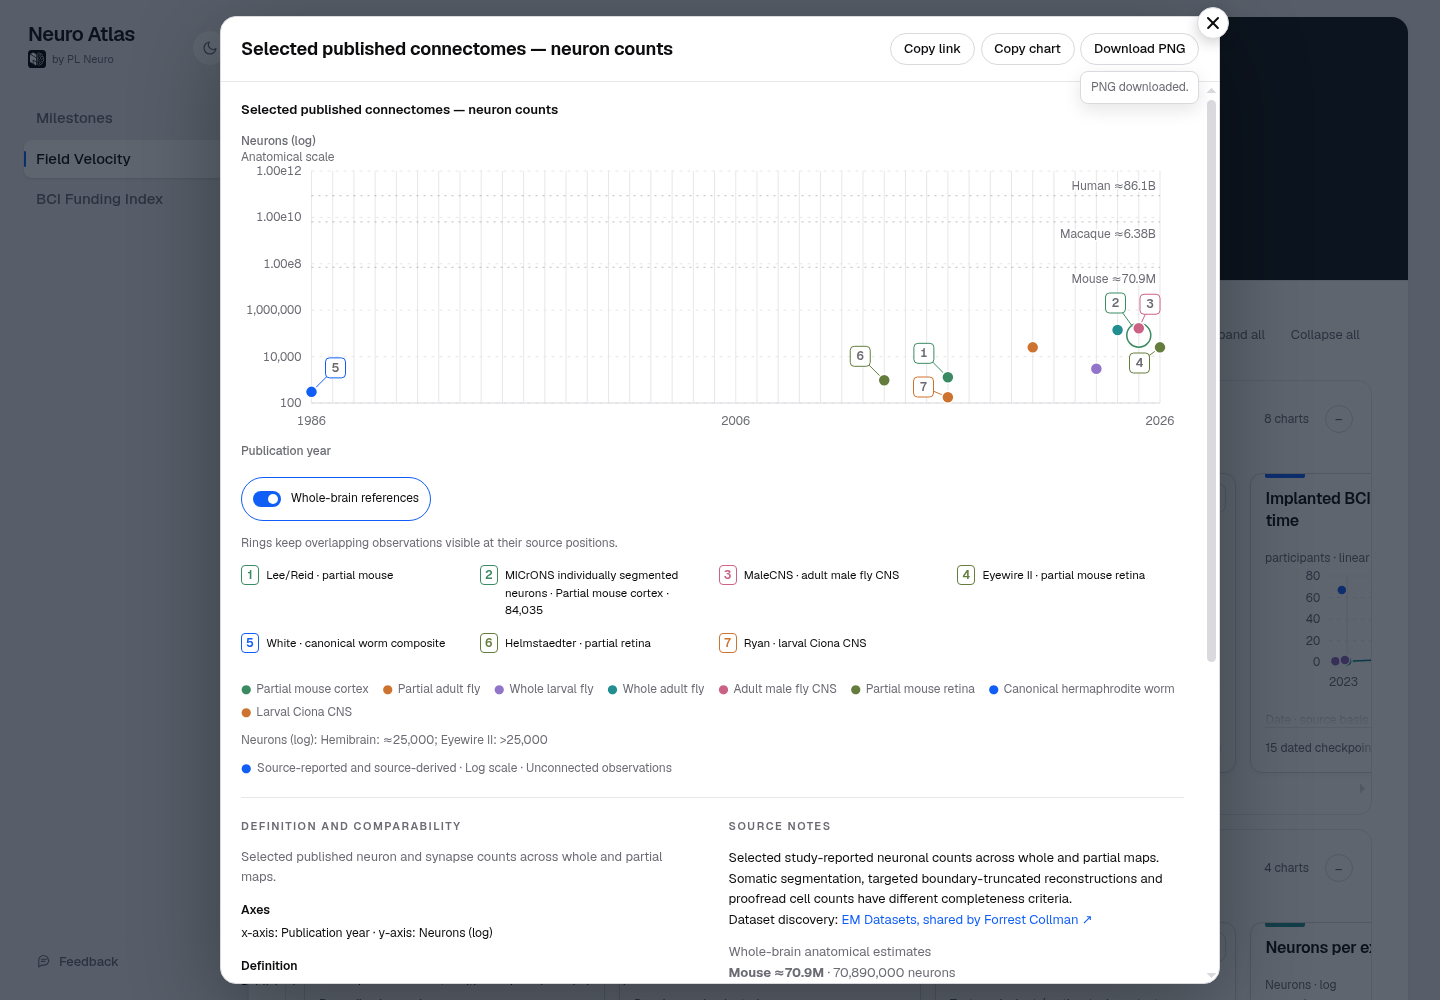 Neuro Atlas
by PL Neuro
Milestones
Field Velocity
BCI Funding Index
Feedback
Selected published connectomes — neuron counts
Copy link
Copy chart
Download PNG
PNG downloaded.
Selected published connectomes — neuron counts
Neurons (log)
Anatomical scale
1.00e12
1.00e10
1.00e8
1,000,000
10,000
100
Human ≈86.1B
Macaque ≈6.38B
Mouse ≈70.9M
5
6
1
7
2
3
4
1986
2006
2026
Publication year
Whole-brain references
Rings keep overlapping observations visible at their source positions.
1 Lee/Reid · partial mouse
2 MICrONS individually segmented
neurons · Partial mouse cortex ·
84,035
3 MaleCNS · adult male fly CNS
4 Eyewire II · partial mouse retina
5 White · canonical worm composite
6 Helmstaedter · partial retina
7 Ryan · larval Ciona CNS
Partial mouse cortex Partial adult fly Whole larval fly Whole adult fly Adult male fly CNS Partial mouse retina Canonical hermaphrodite worm
Larval Ciona CNS
Neurons (log): Hemibrain: ≈25,000; Eyewire II: >25,000
Source-reported and source-derived · Log scale · Unconnected observations
DEFINITION AND COMPARABILITY
Selected published neuron and synapse counts across whole and partial
maps.
Axes
x-axis: Publication year · y-axis: Neurons (log)
Definition
SOURCE NOTES
Selected study-reported neuronal counts across whole and partial maps.
Somatic segmentation, targeted boundary-truncated reconstructions and
proofread cell counts have different completeness criteria.
Dataset discovery: EM Datasets, shared by Forrest Collman ↗
Whole-brain anatomical estimates
Mouse ≈70.9M · 70,890,000 neurons
pand all
Collapse all
8 charts
Implanted BCI
time
participants · linear
80
60
40
20
0
2023
Date · source basis
15 dated checkpoin
4 charts
Neurons per e
Neurons · log